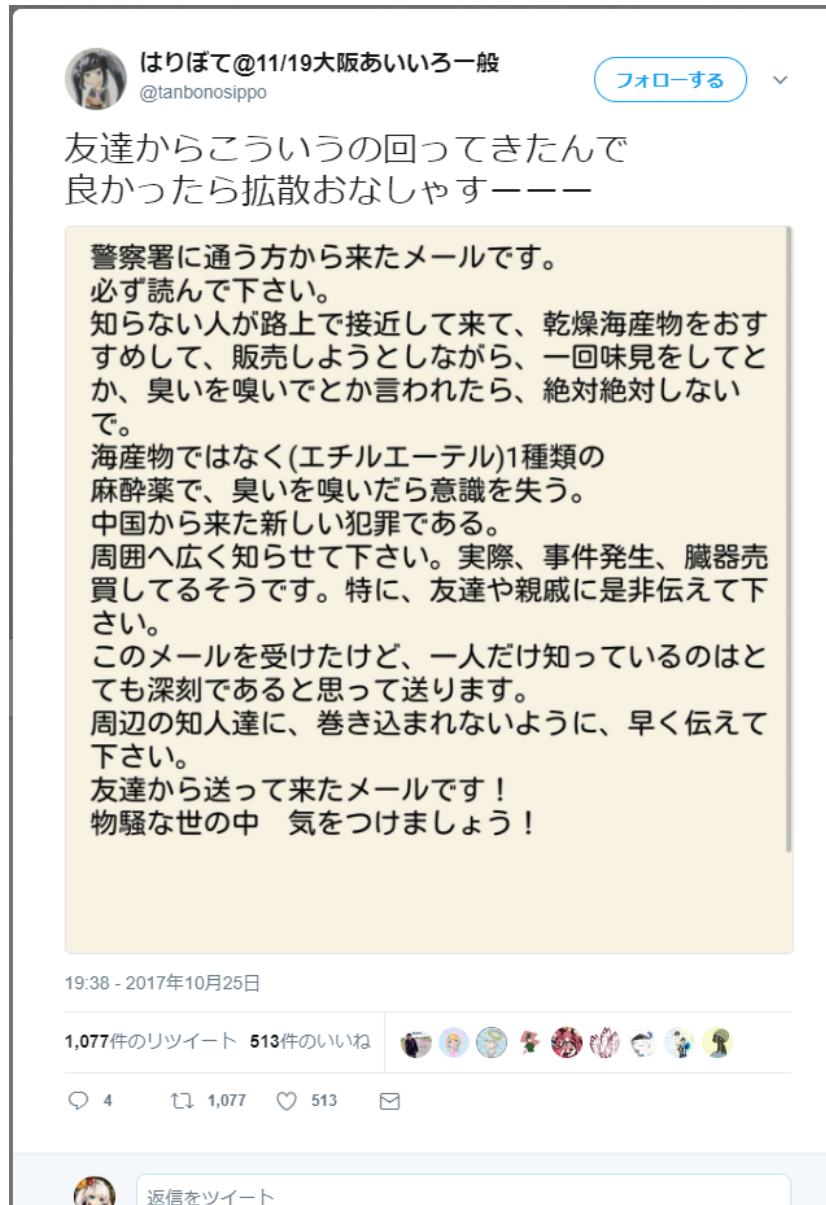 はりぼて@11/19大阪あいいろ一般
@tanbonosippo
フォローする
友達からこういうの回ってきたんで
良かったら拡散おなしゃすーーー
警察署に通う方から来たメールです。
必ず読んで下さい。
知らない人が路上で接近して来て、乾燥海産物をおす
すめして、販売しようとしながら、一回味見をしてと
か、臭いを嗅いでとか言われたら、絶対絶対しない
で。
海産物ではなく(エチルエーテル)1種類の
麻酔薬で、臭いを嗅いだら意識を失う。
中国から来た新しい犯罪である。
周囲へ広く知らせて下さい。実際、事件発生、臓器売
買してるそうです。特に、友達や親戚に是非伝えて下
さい。
このメールを受けたけど、一人だけ知っているのはと
ても深刻であると思って送ります。
周辺の知人達に、巻き込まれないように、早く伝えて
下さい。
友達から送って来たメールです！
物騒な世の中　気をつけましょう！
19:38 - 2017年10月25日
1,077件のリツイート 513件のいいね
4 1,077 513
返信をツイート